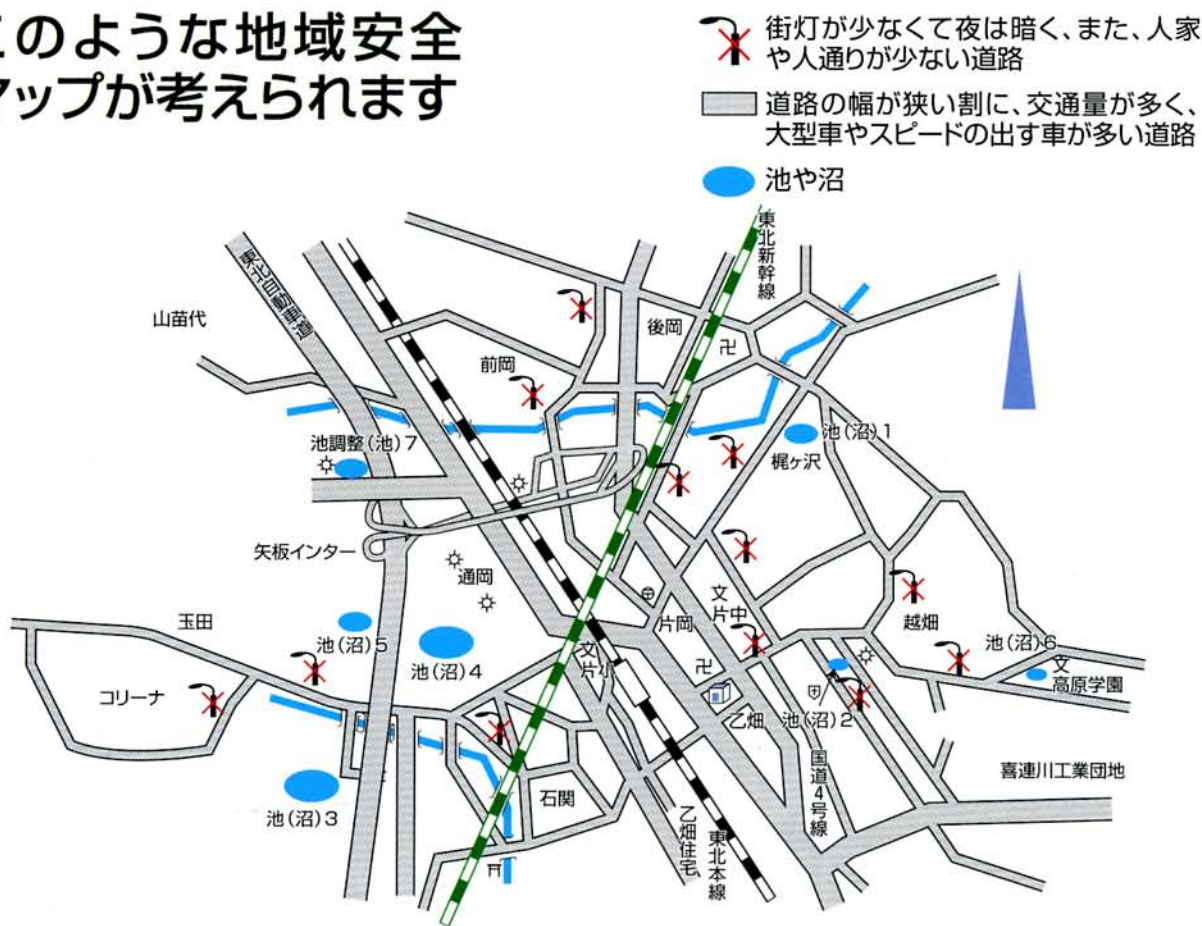 このような地域安全
マップが考えられます
街灯が少なくて夜は暗く、また、人家
や人通りが少ない道路
道路の幅が狭い割に、交通量が多く、
大型車やスピードの出す車が多い道路
池や沼
東北新幹線
東北自動車道
山苗代
後岡
卍
前岡
池調整(池)7
池(沼)1
梶ヶ沢
矢板インター
通岡
玉田
池(沼)5
池(沼)4
片岡
文
片中
越畑
池(沼)6
文
高原学園
コリーナ
文
片小
卍
乙畑
池(沼)2
国道4号線
喜連川工業団地
池(沼)3
石関
乙畑住宅
東北本線